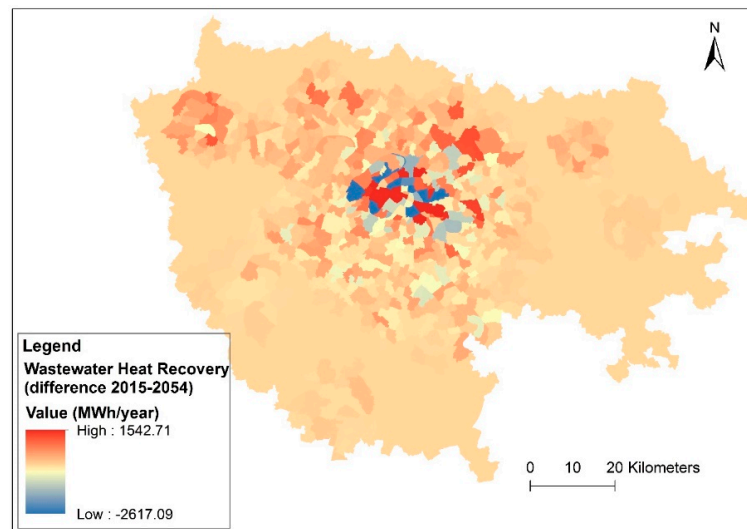 N
Legend
Wastewater Heat Recovery
(difference 2015-2054)
Value (MWh/year)
High : 1542.71
Low : -2617.09
0 10 20 Kilometers